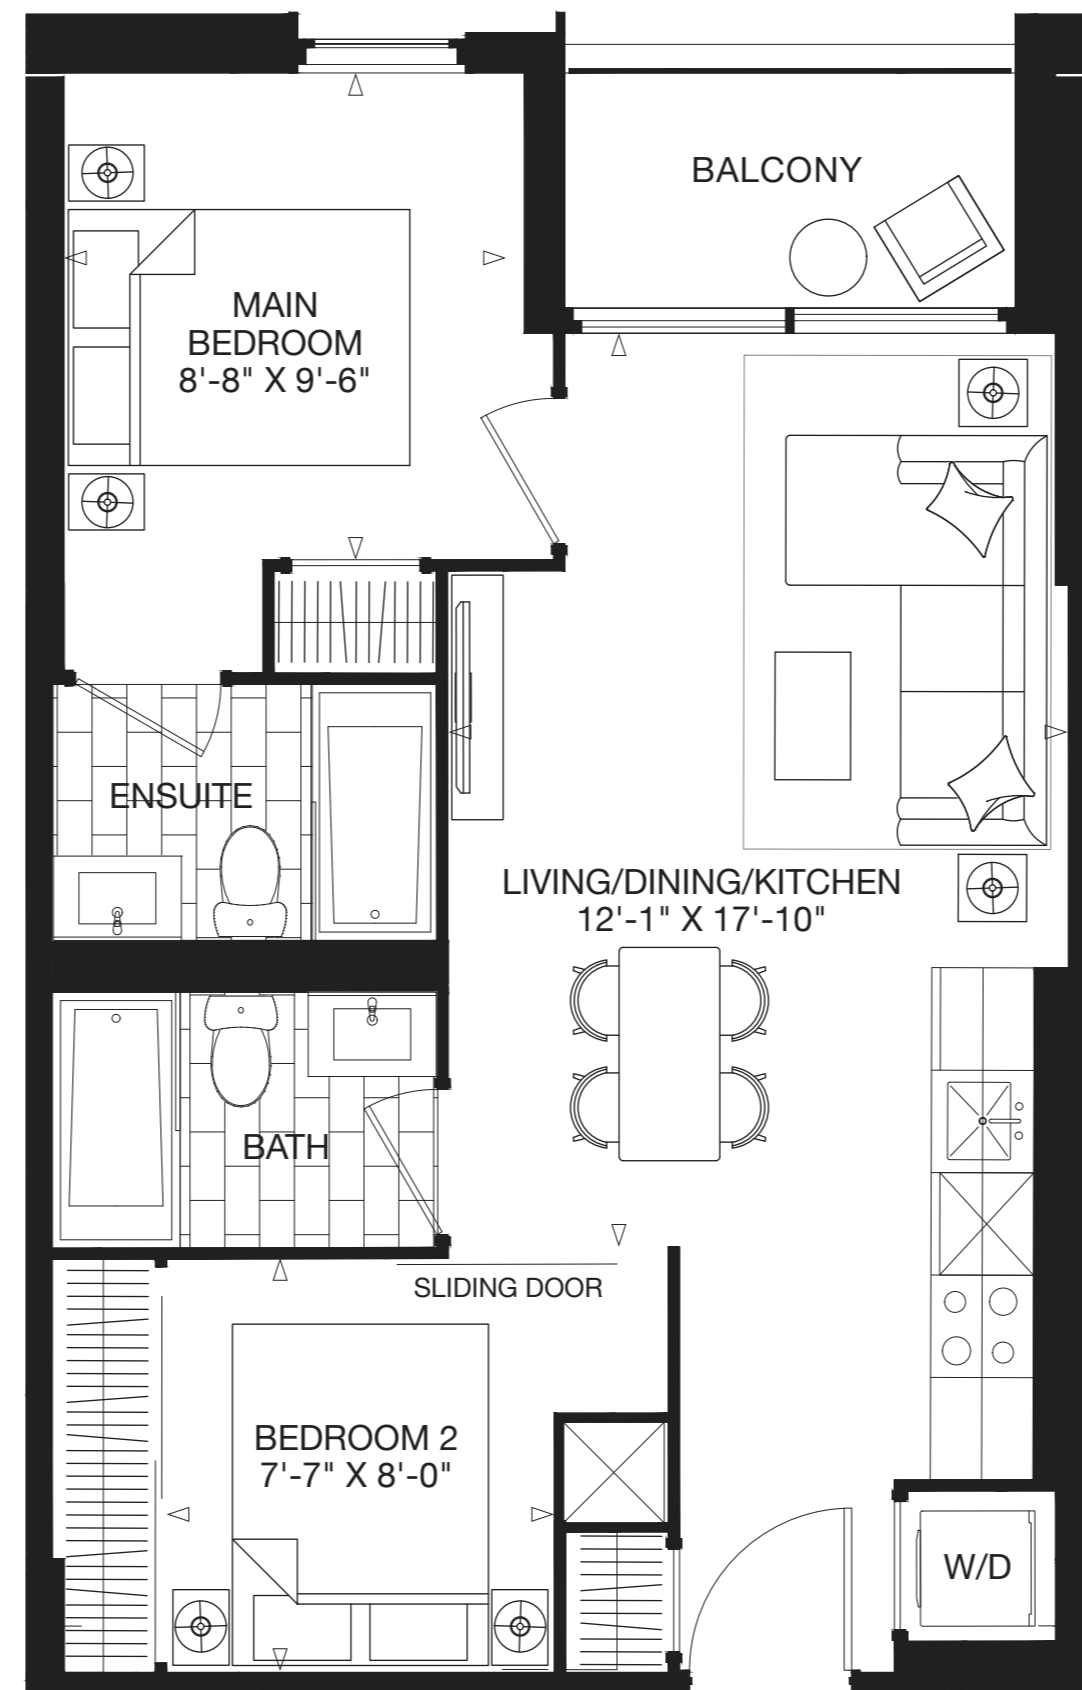 BALCONY
MAIN
BEDROOM
8'-8" X 9'-6"
ENSUITE
LIVING/DINING/KITCHEN
12'-1" X 17'-10"
BATH
SLIDING DOOR
BEDROOM 2
7'-7" X 8'-0"
W/D